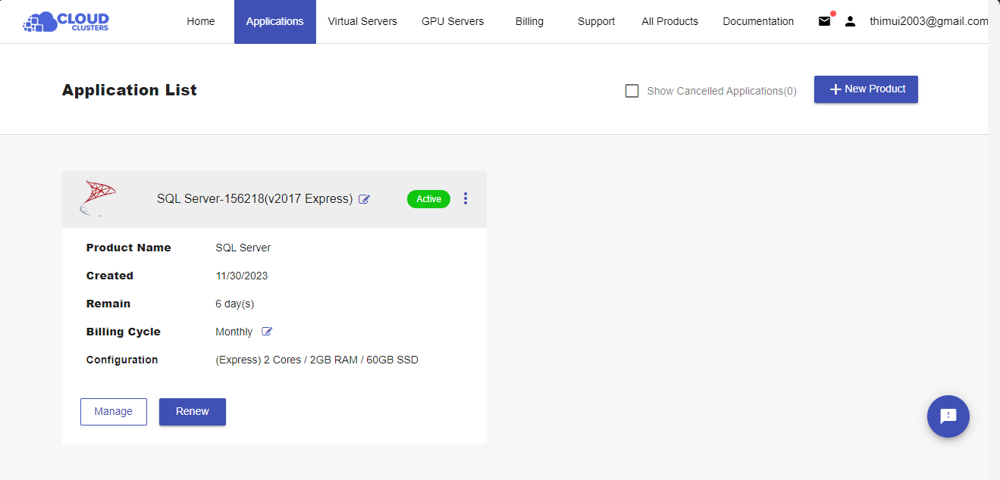 CLOUD
CLUSTERS
Home Applications Virtual Servers GPU Servers Billing Support All Products Documentation thimui2003@gmail.com
Application List
Show Cancelled Applications(0)
New Product
SQL Server-156218(v2017 Express)
Active
Product Name SQL Server
Created 11/30/2023
Remain 6 day(s)
Billing Cycle Monthly
Configuration (Express) 2 Cores / 2GB RAM / 60GB SSD
Manage Renew